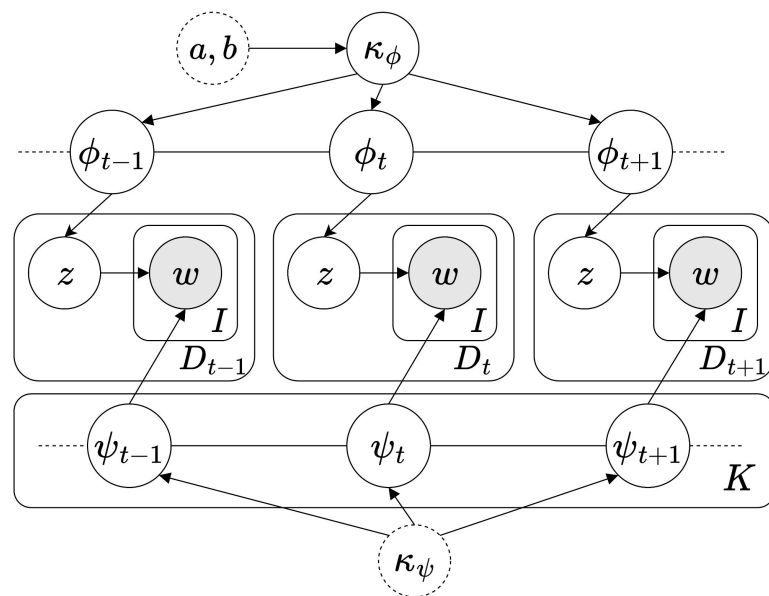 a, b κ_ϕ
ϕ_{t−1} ϕ_t ϕ_{t+1}
z w z w z w
I I I
D_{t−1} D_t D_{t+1}
ψ_{t−1} ψ_t ψ_{t+1}
K
κ_ψ